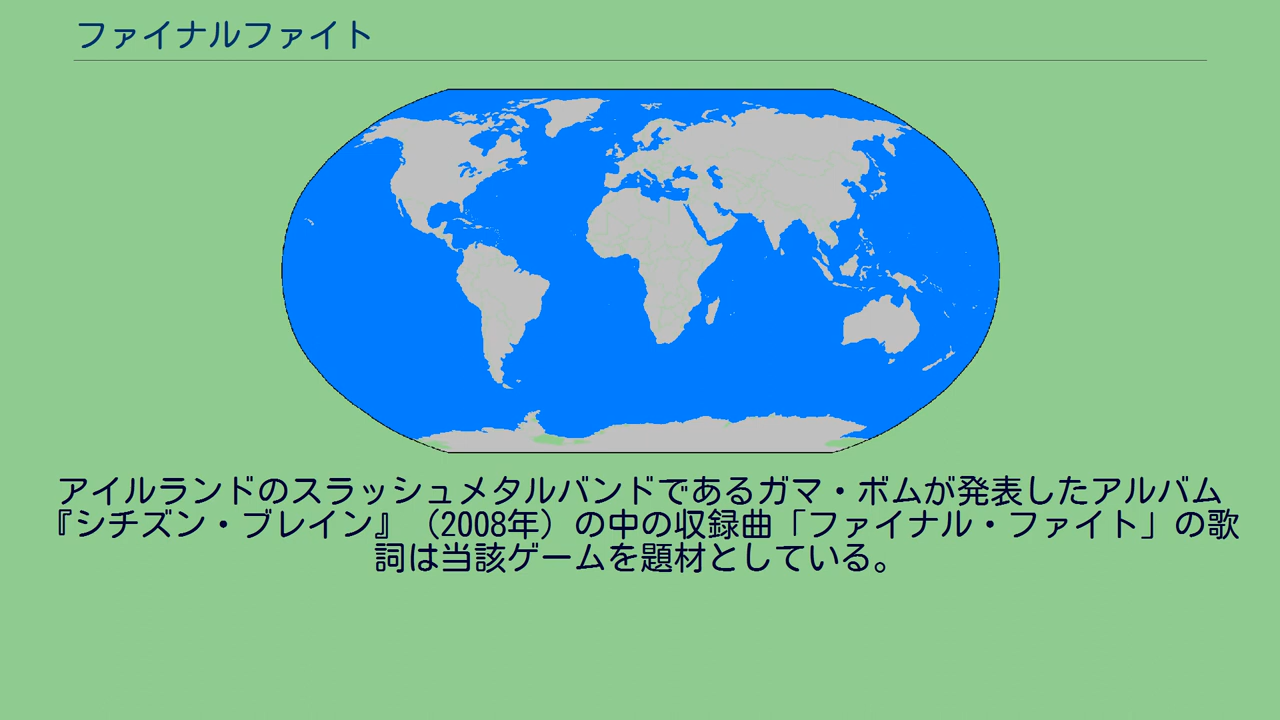 ファイナルファイト
アイルランドのスラッシュメタルバンドであるガマ・ボムが発表したアルバム
『シチズン・ブレイン』（2008年）の中の収録曲「ファイナル・ファイト」の歌
詞は当該ゲームを題材としている。